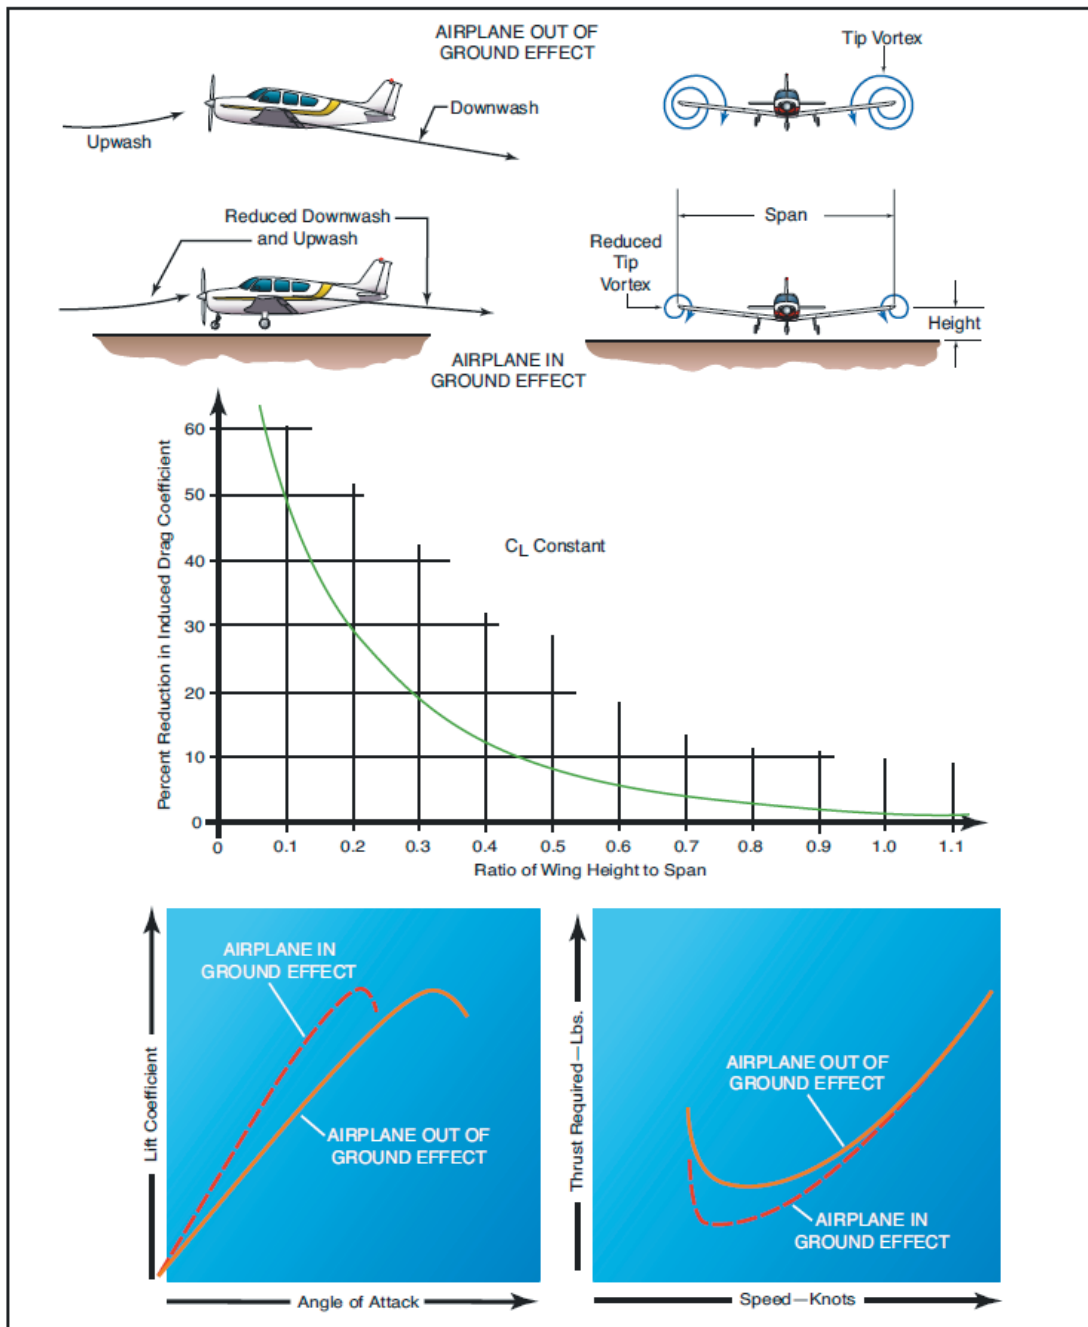 AIRPLANE OUT OF
GROUND EFFECT
Tip Vortex
Downwash
Upwash
Reduced Downwash
and Upwash
Span
Reduced
Tip
Vortex
Height
AIRPLANE IN
GROUND EFFECT
Percent Reduction in Induced Drag Coefficient
60
50
40
30
20
10
0
CL Constant
0 0.1 0.2 0.3 0.4 0.5 0.6 0.7 0.8 0.9 1.0 1.1
Ratio of Wing Height to Span
Lift Coefficient
AIRPLANE IN
GROUND EFFECT
AIRPLANE OUT OF
GROUND EFFECT
Angle of Attack
Thrust Required—Lbs.
AIRPLANE OUT OF
GROUND EFFECT
AIRPLANE IN
GROUND EFFECT
Speed—Knots